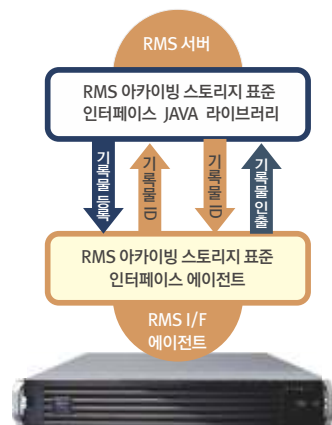 RMS 서버
RMS 아카이빙 스토리지 표준
인터페이스 JAVA 라이브러리
기록물 등록
기록물 ID
기록물 ID
기록물 인출
RMS 아카이빙 스토리지 표준
인터페이스 에이전트
RMS I/F
에이전트